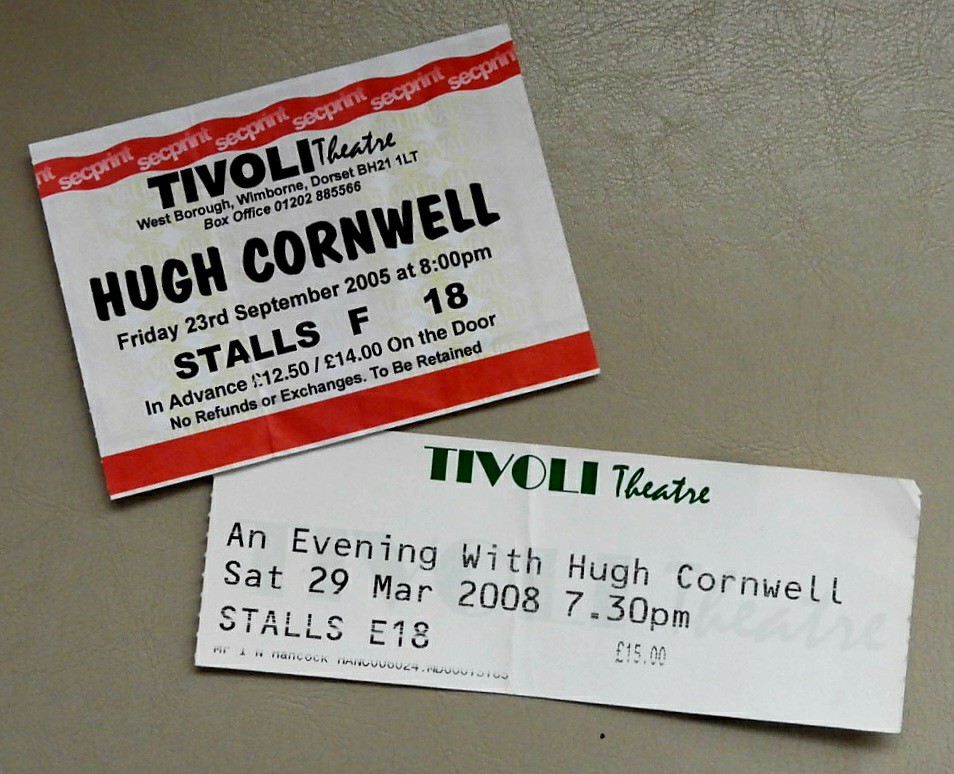 secprint secprint secprint secprint secprint secprint
TIVOLI Theatre
West Borough, Wimborne, Dorset BH21 1LT
Box Office 01202 885566
HUGH CORNWELL
Friday 23rd September 2005 at 8:00pm
STALLS F 18
In Advance £12.50 / £14.00 On the Door
No Refunds or Exchanges. To Be Retained
TIVOLI Theatre
An Evening With Hugh Cornwell
Sat 29 Mar 2008 7.30pm
STALLS E18
£15.00
Mr I N Hancock